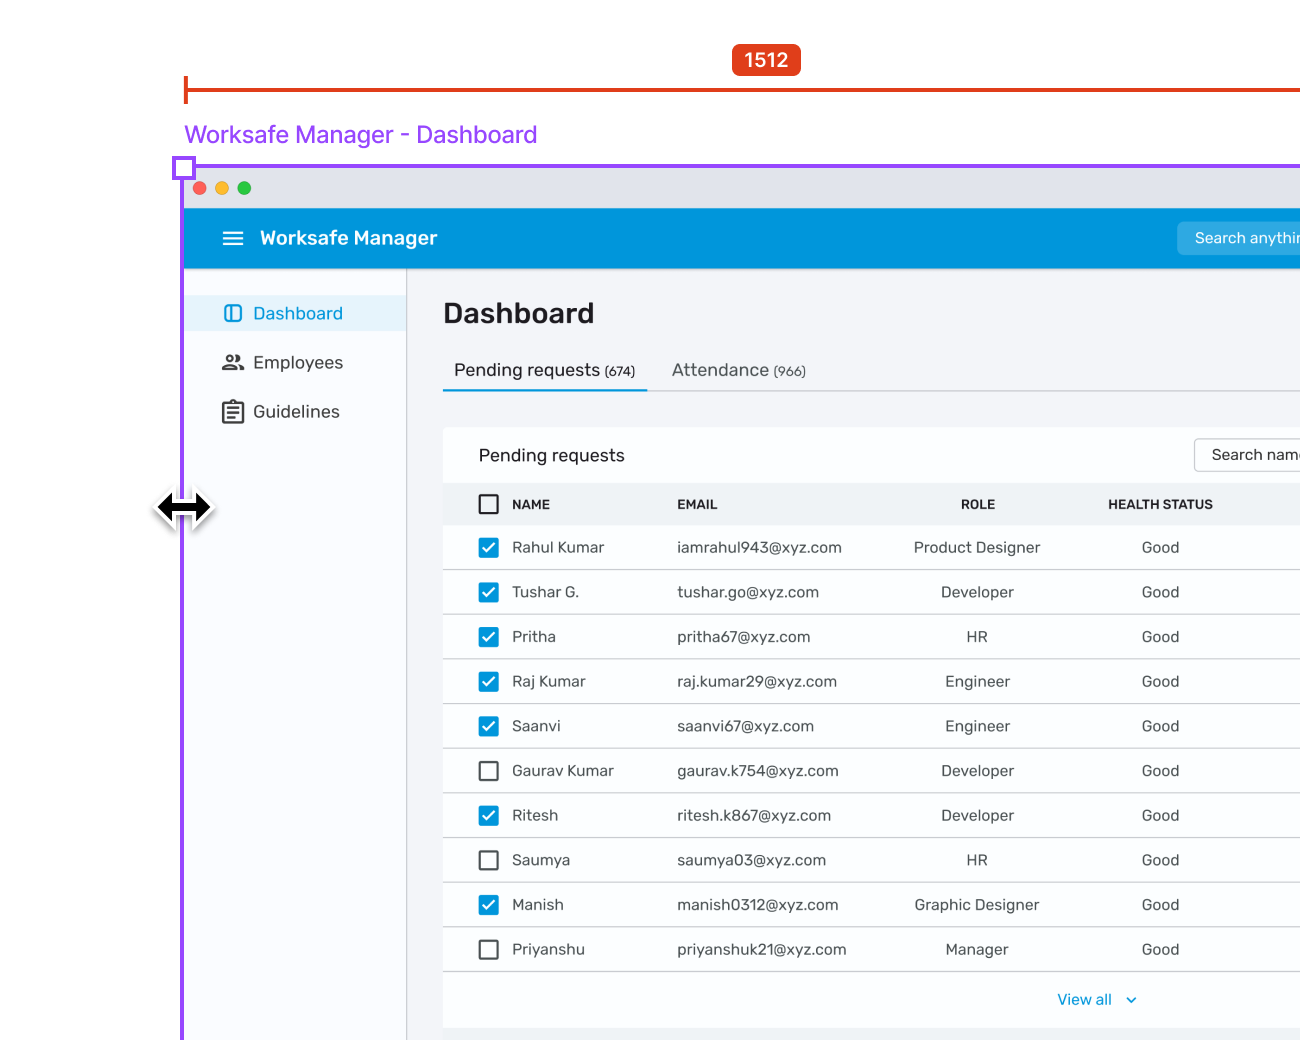 1512
Worksafe Manager - Dashboard
Worksafe Manager
Search anythin
Dashboard
Employees
Guidelines
Dashboard
Pending requests (674) Attendance (966)
Pending requests
Search name
NAME EMAIL ROLE HEALTH STATUS
Rahul Kumar iamrahul943@xyz.com Product Designer Good
Tushar G. tushar.go@xyz.com Developer Good
Pritha pritha67@xyz.com HR Good
Raj Kumar raj.kumar29@xyz.com Engineer Good
Saanvi saanvi67@xyz.com Engineer Good
Gaurav Kumar gaurav.k754@xyz.com Developer Good
Ritesh ritesh.k867@xyz.com Developer Good
Saumya saumya03@xyz.com HR Good
Manish manish0312@xyz.com Graphic Designer Good
Priyanshu priyanshuk21@xyz.com Manager Good
View all